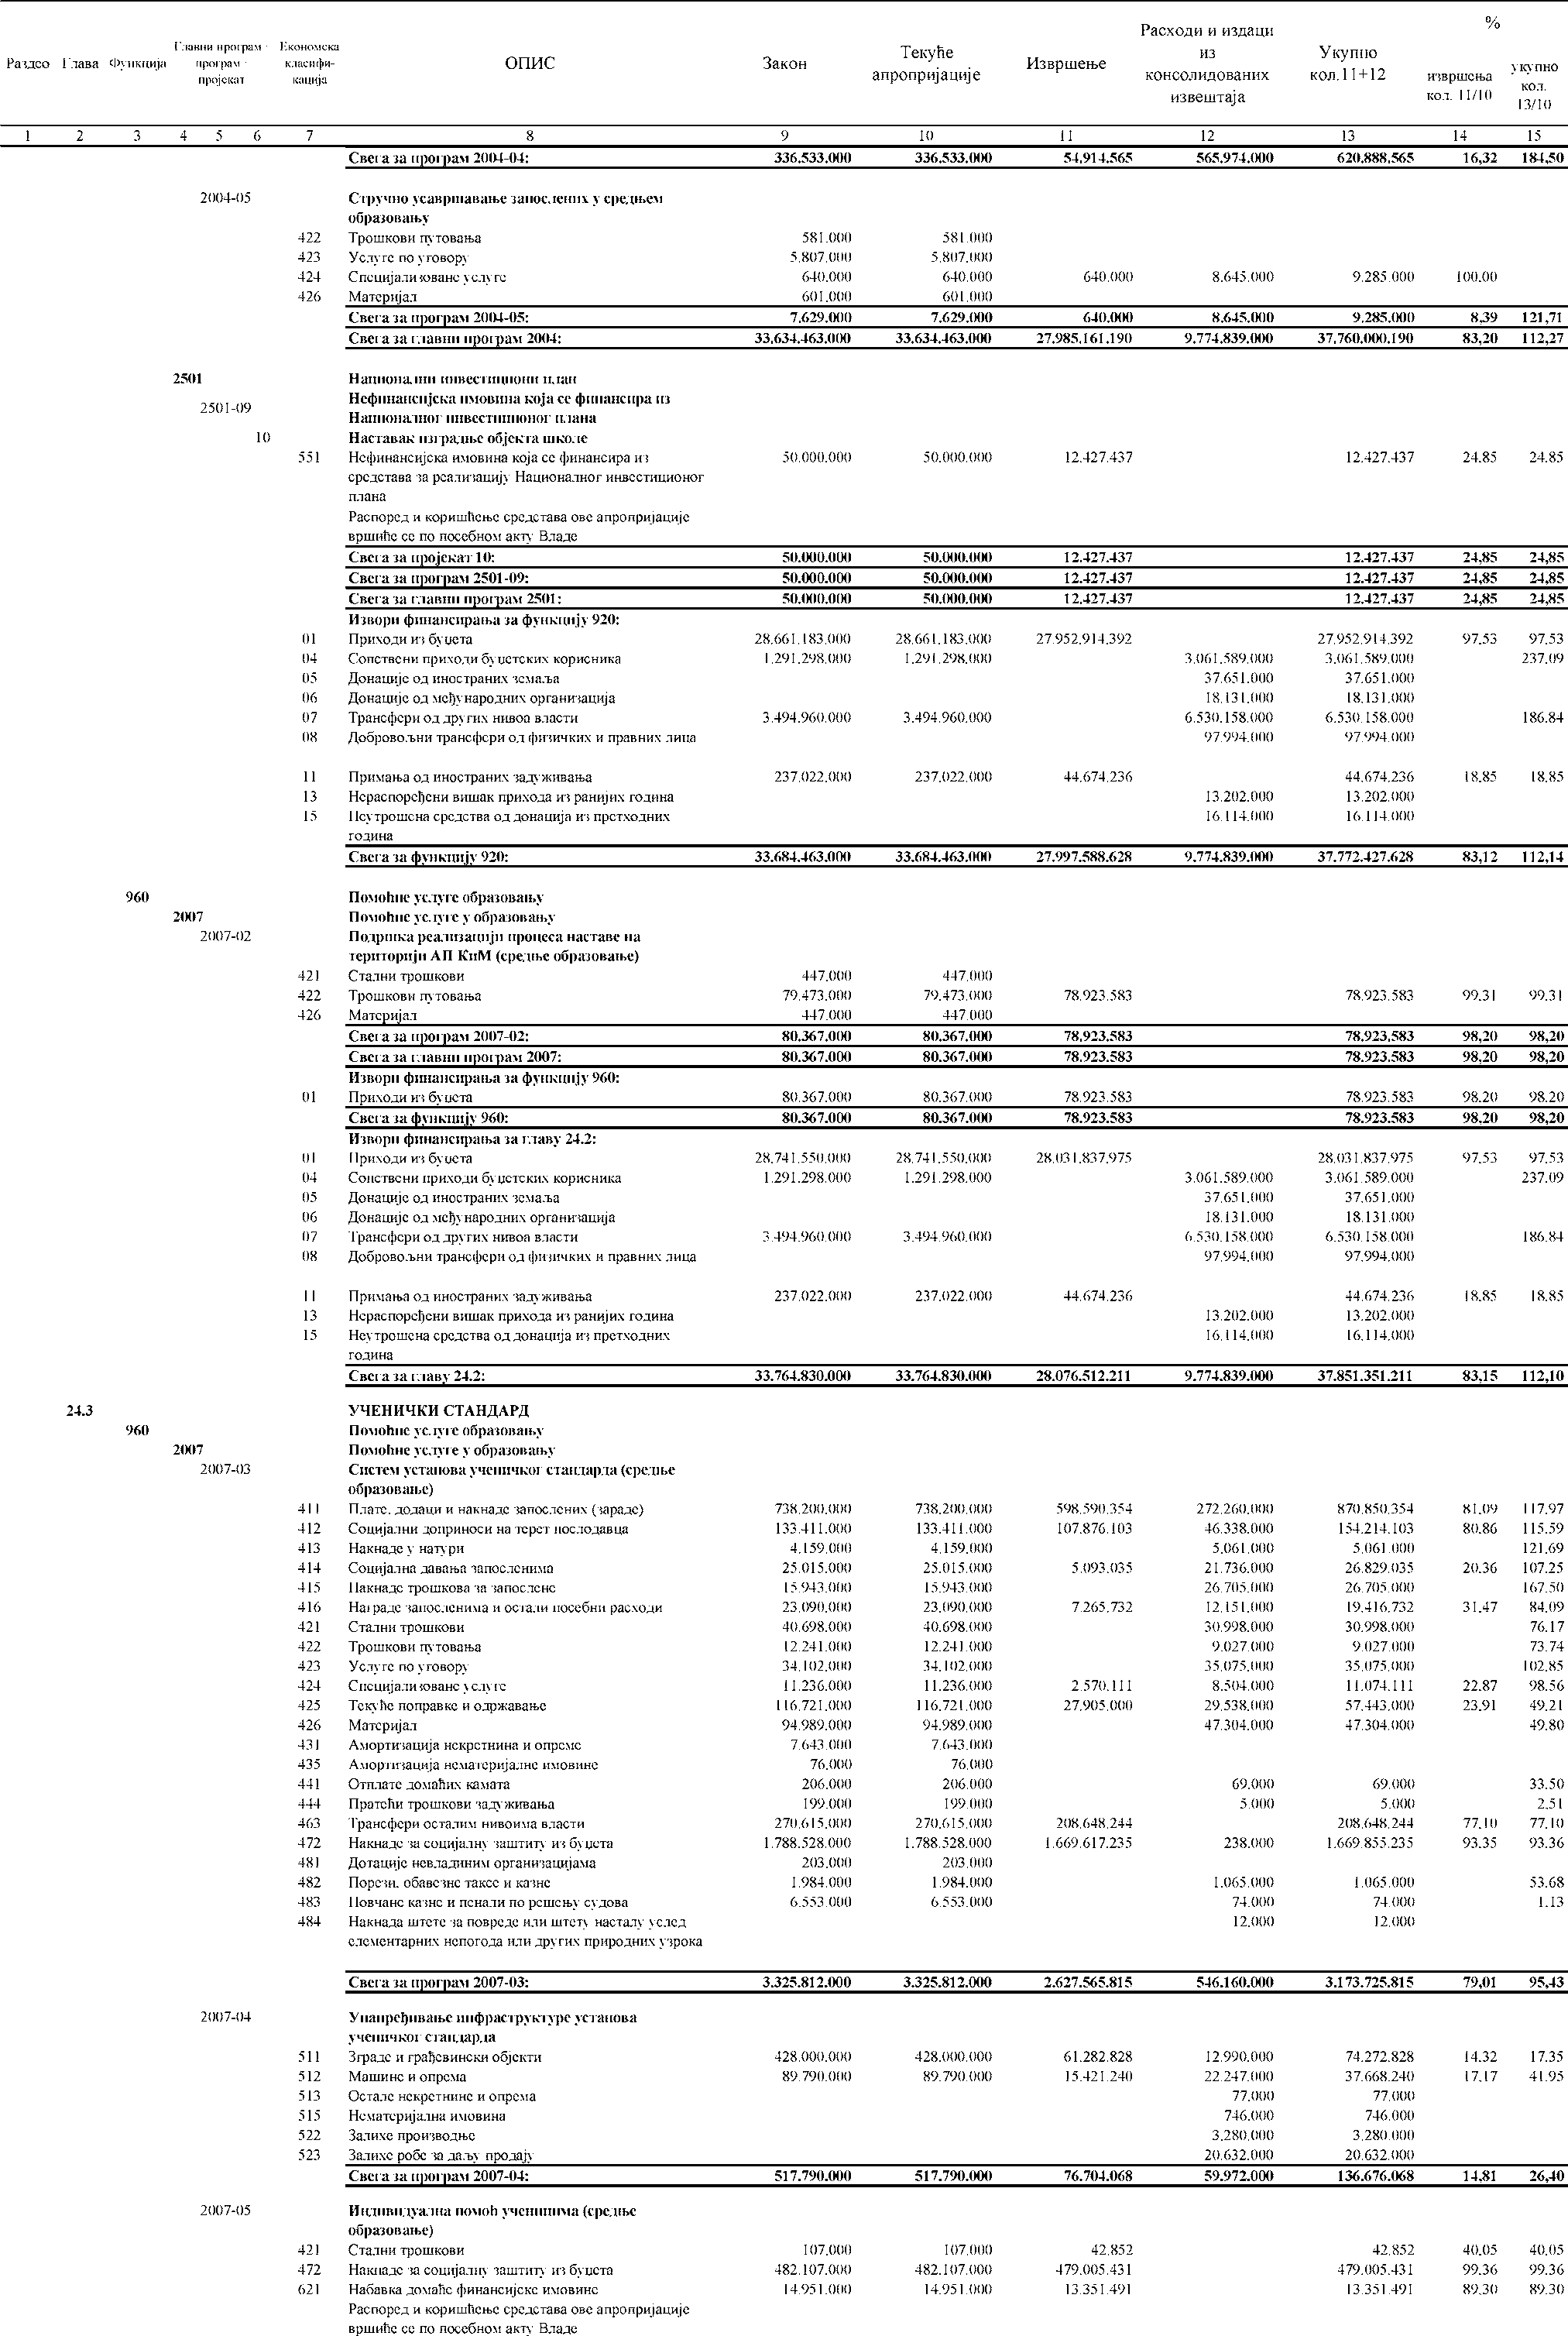 Раздео Глава Функција Главни програм - програм - пројекат Економска класифи-кација ОПИС Закон Текуће апропријације Извршење Расходи и издаци из консолидованих извештаја Укупно кол.11+12 % извршења кол. 11/10 укупно кол. 13/10
1 2 3 4 5 6 7 8 9 10 11 12 13 14 15
Свега за програм 2004-04: 336.533.000 336.533.000 54.914.565 565.974.000 620.888.565 16,32 184,50
2004-05 Стручно усавршавање запослених у средњем
образовању
422 Трошкови путовања 581.000 581.000
423 Услуге по уговору 5.807.000 5.807.000
424 Специјализоване услуге 640.000 640.000 640.000 8.645.000 9.285.000 100,00
426 Материјал 601.000 601.000
Свега за програм 2004-05: 7.629.000 7.629.000 640.000 8.645.000 9.285.000 8,39 121,71
Свега за главни програм 2004: 33.634.463.000 33.634.463.000 27.985.161.190 9.774.839.000 37.760.000.190 83,20 112,27
2501 Национални инвестициони план
2501-09 Нефинансијска имовина која се финансира из
Националног инвестиционог плана
10 Наставак изградње објекта школе
551 Нефинансијска имовина која се финансира из 50.000.000 50.000.000 12.427.437 12.427.437 24,85 24,85
средстава за реализацију Националног инвестиционог
плана
Распоред и коришћење средстава ове апропријације
вршиће се по посебном акту Владе
Свега за пројекат 10: 50.000.000 50.000.000 12.427.437 12.427.437 24,85 24,85
Свега за програм 2501-09: 50.000.000 50.000.000 12.427.437 12.427.437 24,85 24,85
Свега за главни програм 2501: 50.000.000 50.000.000 12.427.437 12.427.437 24,85 24,85
Извори финансирања за функцију 920:
01 Приходи из буџета 28.661.183.000 28.661.183.000 27.952.914.392 27.952.914.392 97,53 97,53
04 Сопствени приходи буџетских корисника 1.291.298.000 1.291.298.000 3.061.589.000 3.061.589.000 237,09
05 Донације од иностраних земаља 37.651.000 37.651.000
06 Донације од међународних организација 18.131.000 18.131.000
07 Трансфери од других нивоа власти 3.494.960.000 3.494.960.000 6.530.158.000 6.530.158.000 186,84
08 Добровољни трансфери од физичких и правних лица 97.994.000 97.994.000
11 Примања од иностраних задуживања 237.022.000 237.022.000 44.674.236 44.674.236 18,85 18,85
13 Нераспоређени вишак прихода из ранијих година 13.202.000 13.202.000
15 Неутрошена средства од донација из претходних 16.114.000 16.114.000
година
Свега за функцију 920: 33.684.463.000 33.684.463.000 27.997.588.628 9.774.839.000 37.772.427.628 83,12 112,14
960 Помоћне услуге образовању
2007 Помоћне услуге у образовању
2007-02 Подршка реализацији процеса наставе на
територији АП КиМ (средње образовање)
421 Стални трошкови 447.000 447.000
422 Трошкови путовања 79.473.000 79.473.000 78.923.583 78.923.583 99,31 99,31
426 Материјал 447.000 447.000
Свега за програм 2007-02: 80.367.000 80.367.000 78.923.583 78.923.583 98,20 98,20
Свега за главни програм 2007: 80.367.000 80.367.000 78.923.583 78.923.583 98,20 98,20
Извори финансирања за функцију 960:
01 Приходи из буџета 80.367.000 80.367.000 78.923.583 78.923.583 98,20 98,20
Свега за функцију 960: 80.367.000 80.367.000 78.923.583 78.923.583 98,20 98,20
Извори финансирања за главу 24.2:
01 Приходи из буџета 28.741.550.000 28.741.550.000 28.031.837.975 28.031.837.975 97,53 97,53
04 Сопствени приходи буџетских корисника 1.291.298.000 1.291.298.000 3.061.589.000 3.061.589.000 237,09
05 Донације од иностраних земаља 37.651.000 37.651.000
06 Донације од међународних организација 18.131.000 18.131.000
07 Трансфери од других нивоа власти 3.494.960.000 3.494.960.000 6.530.158.000 6.530.158.000 186,84
08 Добровољни трансфери од физичких и правних лица 97.994.000 97.994.000
11 Примања од иностраних задуживања 237.022.000 237.022.000 44.674.236 44.674.236 18,85 18,85
13 Нераспоређени вишак прихода из ранијих година 13.202.000 13.202.000
15 Неутрошена средства од донација из претходних 16.114.000 16.114.000
година
Свега за главу 24.2: 33.764.830.000 33.764.830.000 28.076.512.211 9.774.839.000 37.851.351.211 83,15 112,10
24.3 УЧЕНИЧКИ СТАНДАРД
960 Помоћне услуге образовању
2007 Помоћне услуге у образовању
2007-03 Систем установа ученичког стандарда (средње
образовање)
411 Плате, додаци и накнаде запослених (зараде) 738.200.000 738.200.000 598.590.354 272.260.000 870.850.354 81,09 117,97
412 Социјални доприноси на терет послодавца 133.411.000 133.411.000 107.876.103 46.338.000 154.214.103 80,86 115,59
413 Накнаде у натури 4.159.000 4.159.000 5.061.000 5.061.000 121,69
414 Социјална давања запосленима 25.015.000 25.015.000 5.093.035 21.736.000 26.829.035 20,36 107,25
415 Накнаде трошкова за запослене 15.943.000 15.943.000 26.705.000 26.705.000 167,50
416 Награде запосленима и остали посебни расходи 23.090.000 23.090.000 7.265.732 12.151.000 19.416.732 31,47 84,09
421 Стални трошкови 40.698.000 40.698.000 30.998.000 30.998.000 76,17
422 Трошкови путовања 12.241.000 12.241.000 9.027.000 9.027.000 73,74
423 Услуге по уговору 34.102.000 34.102.000 35.075.000 35.075.000 102,85
424 Специјализоване услуге 11.236.000 11.236.000 2.570.111 8.504.000 11.074.111 22,87 98,56
425 Текуће поправке и одржавање 116.721.000 116.721.000 27.905.000 29.538.000 57.443.000 23,91 49,21
426 Материјал 94.989.000 94.989.000 47.304.000 47.304.000 49,80
431 Амортизација некретнина и опреме 7.643.000 7.643.000
435 Амортизација нематеријалне имовине 76.000 76.000
441 Отплате домаћих камата 206.000 206.000 69.000 69.000 33,50
444 Пратећи трошкови задуживања 199.000 199.000 5.000 5.000 2,51
463 Трансфери осталим нивоима власти 270.615.000 270.615.000 208.648.244 208.648.244 77,10 77,10
472 Накнаде за социјалну заштиту из буџета 1.788.528.000 1.788.528.000 1.669.617.235 238.000 1.669.855.235 93,35 93,36
481 Дотације невладиним организацијама 203.000 203.000
482 Порези, обавезне таксе и казне 1.984.000 1.984.000 1.065.000 1.065.000 53,68
483 Новчане казне и пенали по решењу судова 6.553.000 6.553.000 74.000 74.000 1,13
484 Накнада штете за повреде или штету насталу услед 12.000 12.000
елементарних непогода или других природних узрока
Свега за програм 2007-03: 3.325.812.000 3.325.812.000 2.627.565.815 546.160.000 3.173.725.815 79,01 95,43
2007-04 Унапређивање инфраструктуре установа
ученичког стандарда
511 Зграде и грађевински објекти 428.000.000 428.000.000 61.282.828 12.990.000 74.272.828 14,32 17,35
512 Машине и опрема 89.790.000 89.790.000 15.421.240 22.247.000 37.668.240 17,17 41,95
513 Остале некретнине и опрема 77.000 77.000
515 Нематеријална имовина 746.000 746.000
522 Залихе производње 3.280.000 3.280.000
523 Залихе робе за даљу продају 20.632.000 20.632.000
Свега за програм 2007-04: 517.790.000 517.790.000 76.704.068 59.972.000 136.676.068 14,81 26,40
2007-05 Индивидуална помоћ ученицима (средње
образовање)
421 Стални трошкови 107.000 107.000 42.852 42.852 40,05 40,05
472 Накнаде за социјалну заштиту из буџета 482.107.000 482.107.000 479.005.431 479.005.431 99,36 99,36
621 Набавка домаће финансијске имовине 14.951.000 14.951.000 13.351.491 13.351.491 89,30 89,30
Распоред и коришћење средстава ове апропријације
вршиће се по посебном акту Владе